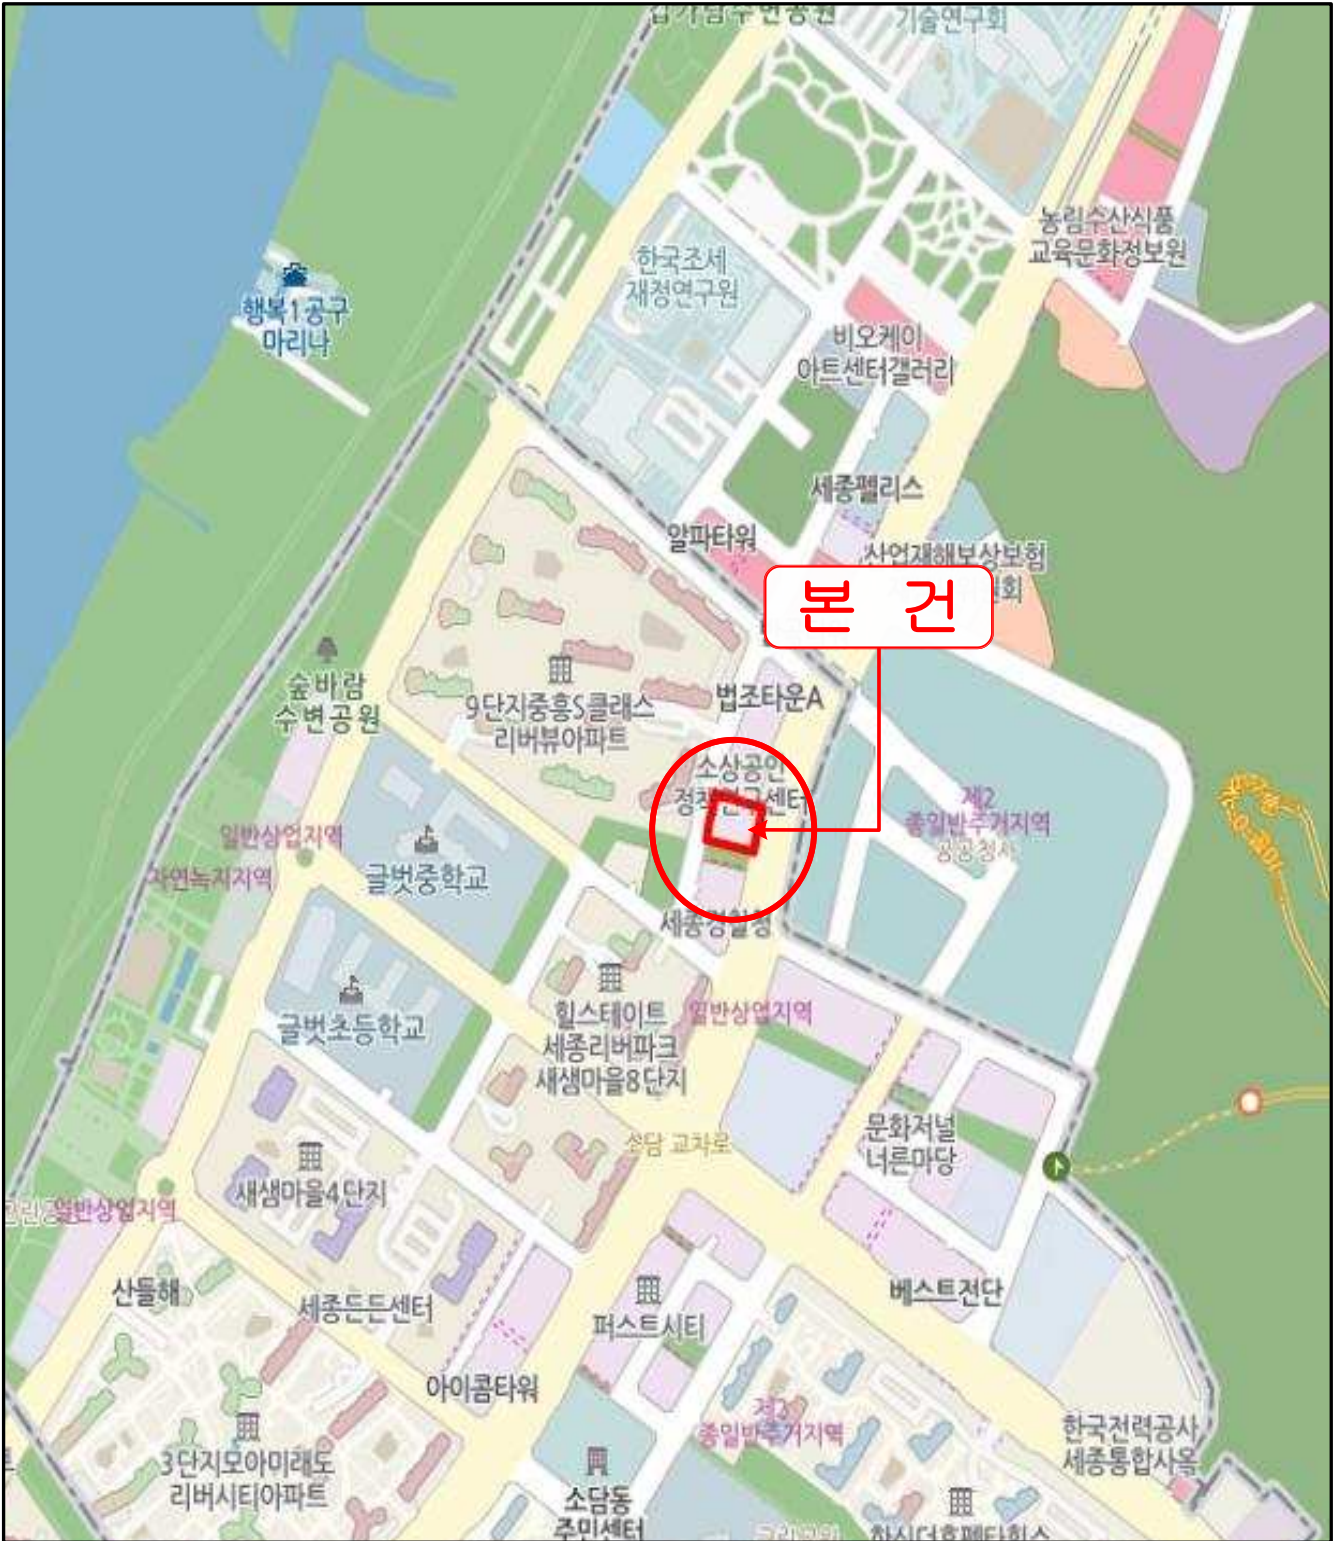 기술연구회
농림수산식품
교육문화정보원
한국조세
재정연구원
행복1공구
마리나
비오케이
아트센터갤러리
세종펠리스
알파타워
산업재해보상보험
본 건
숲바람
수변공원
9단지중흥S클래스
리버뷰아파트
법조타운A
소상공인
정책연구센터
제2
종일반주거지역
공공청사
일반상업지역
자연녹지지역
글벗중학교
세종경찰청
글벗초등학교
힐스테이트
세종리버파크
새샘마을8단지
일반상업지역
문화저널
너른마당
소담 교차로
새샘마을4단지
일반상업지역
산들해
세종든든센터
퍼스트시티
베스트전단
아이콤타워
제2
종일반주거지역
한국전력공사
세종통합사옥
3단지모아미래도
리버시티아파트
소담동
주민센터